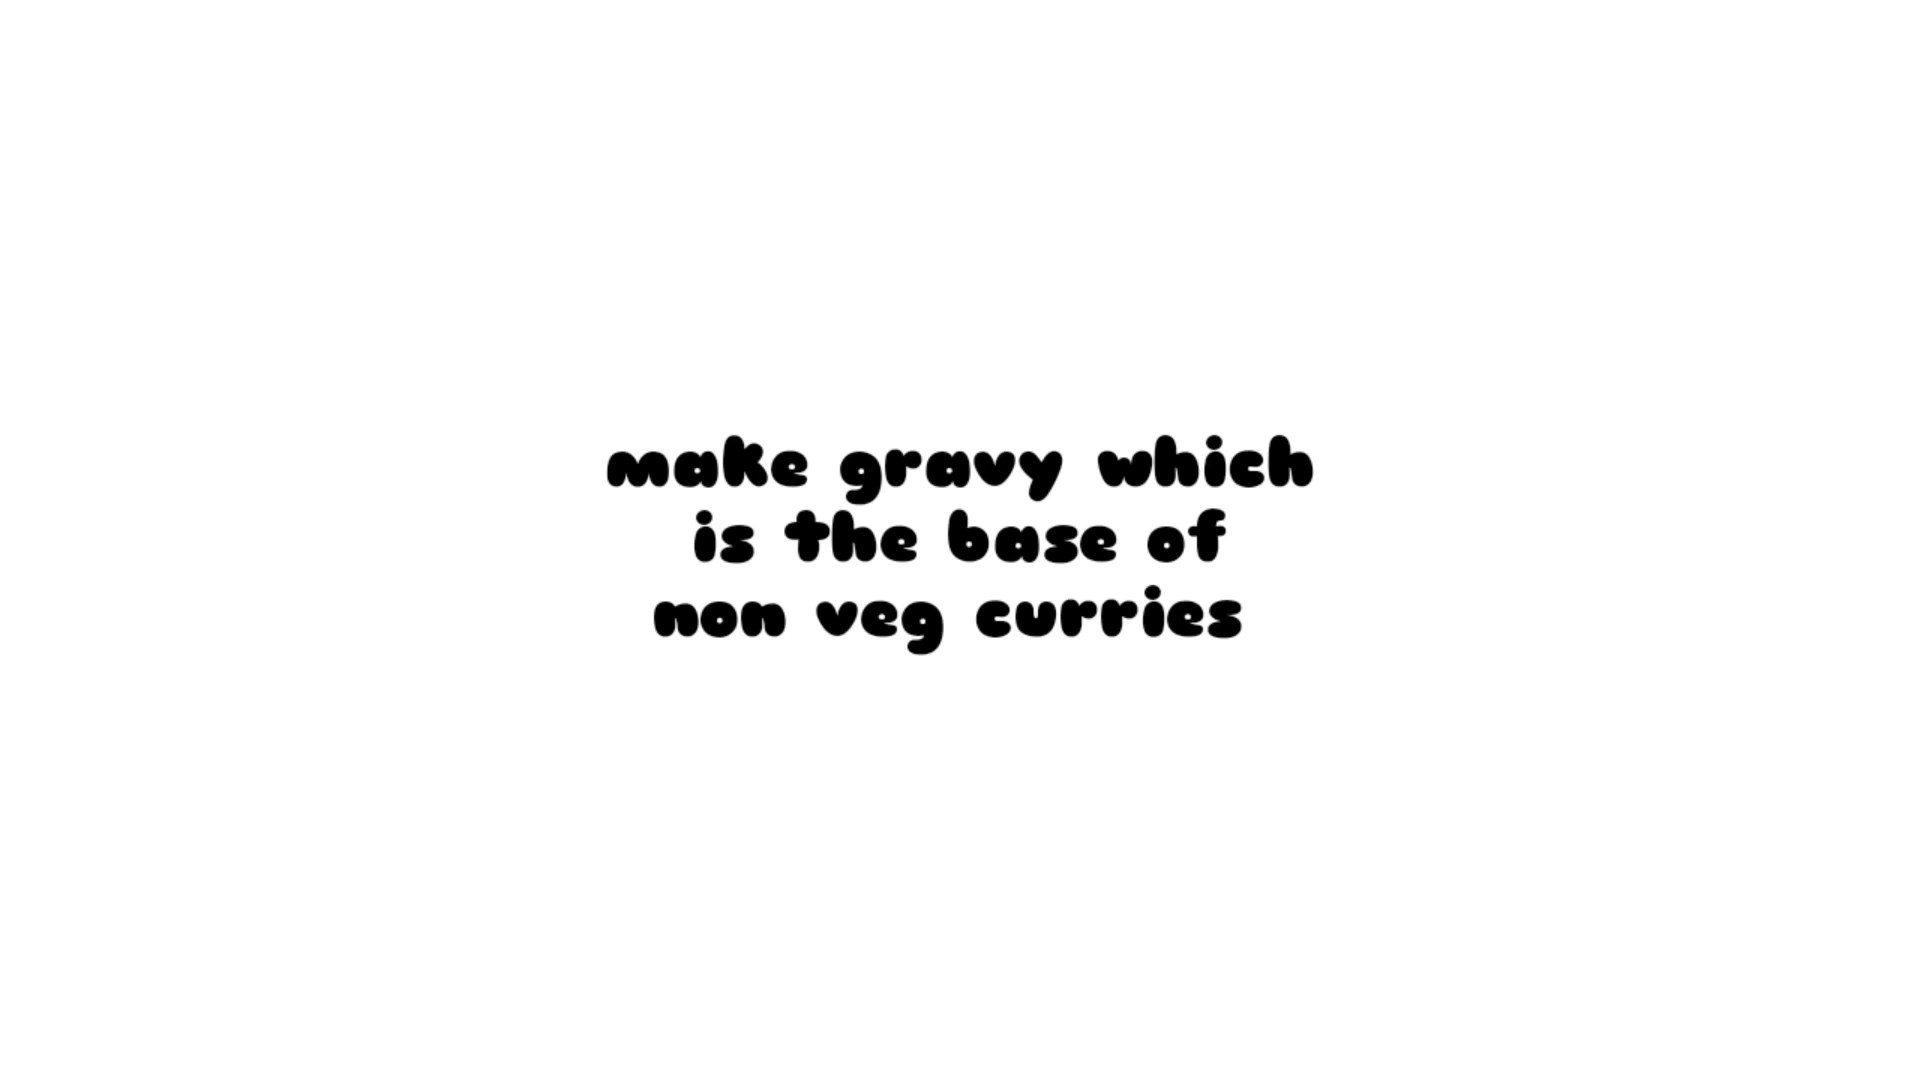 make gravy which
is the base of
non veg curries